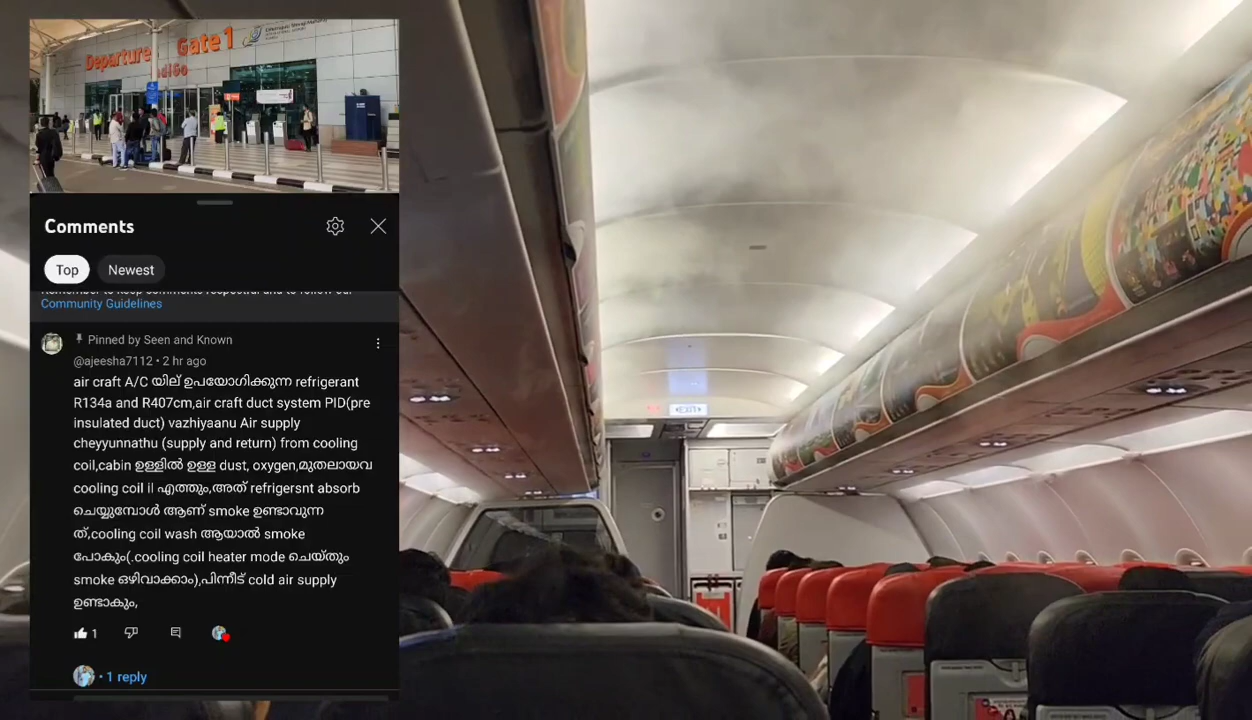 Departure Gate 1
IndiGo
Comments
Top
Newest
Community Guidelines
Pinned by Seen and Known
@ajeesha7112 • 2 hr ago
air craft A/C യില് ഉപയോഗിക്കുന്ന refrigerant
R134a and R407cm,air craft duct system PID(pre
insulated duct) vazhiyaanu Air supply
cheyyunnathu (supply and return) from cooling
coil,cabin ഉള്ളിൽ ഉള്ള dust, oxygen,മുതലായവ
cooling coil il എത്തും,അത് refrigersnt absorb
ചെയ്യുമ്പോൾ ആണ് smoke ഉണ്ടാവുന്ന
ത്,cooling coil wash ആയാൽ smoke
പോകും(.cooling coil heater mode ചെയ്തും
smoke ഒഴിവാക്കാം),പിന്നീട് cold air supply
ഉണ്ടാകും,
1
• 1 reply
EXIT